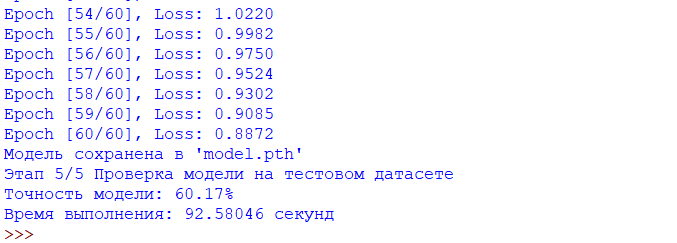 Epoch [54/60], Loss: 1.0220
Epoch [55/60], Loss: 0.9982
Epoch [56/60], Loss: 0.9750
Epoch [57/60], Loss: 0.9524
Epoch [58/60], Loss: 0.9302
Epoch [59/60], Loss: 0.9085
Epoch [60/60], Loss: 0.8872
Модель сохранена в 'model.pth'
Этап 5/5 Проверка модели на тестовом датасете
Точность модели: 60.17%
Время выполнения: 92.58046 секунд
>>>